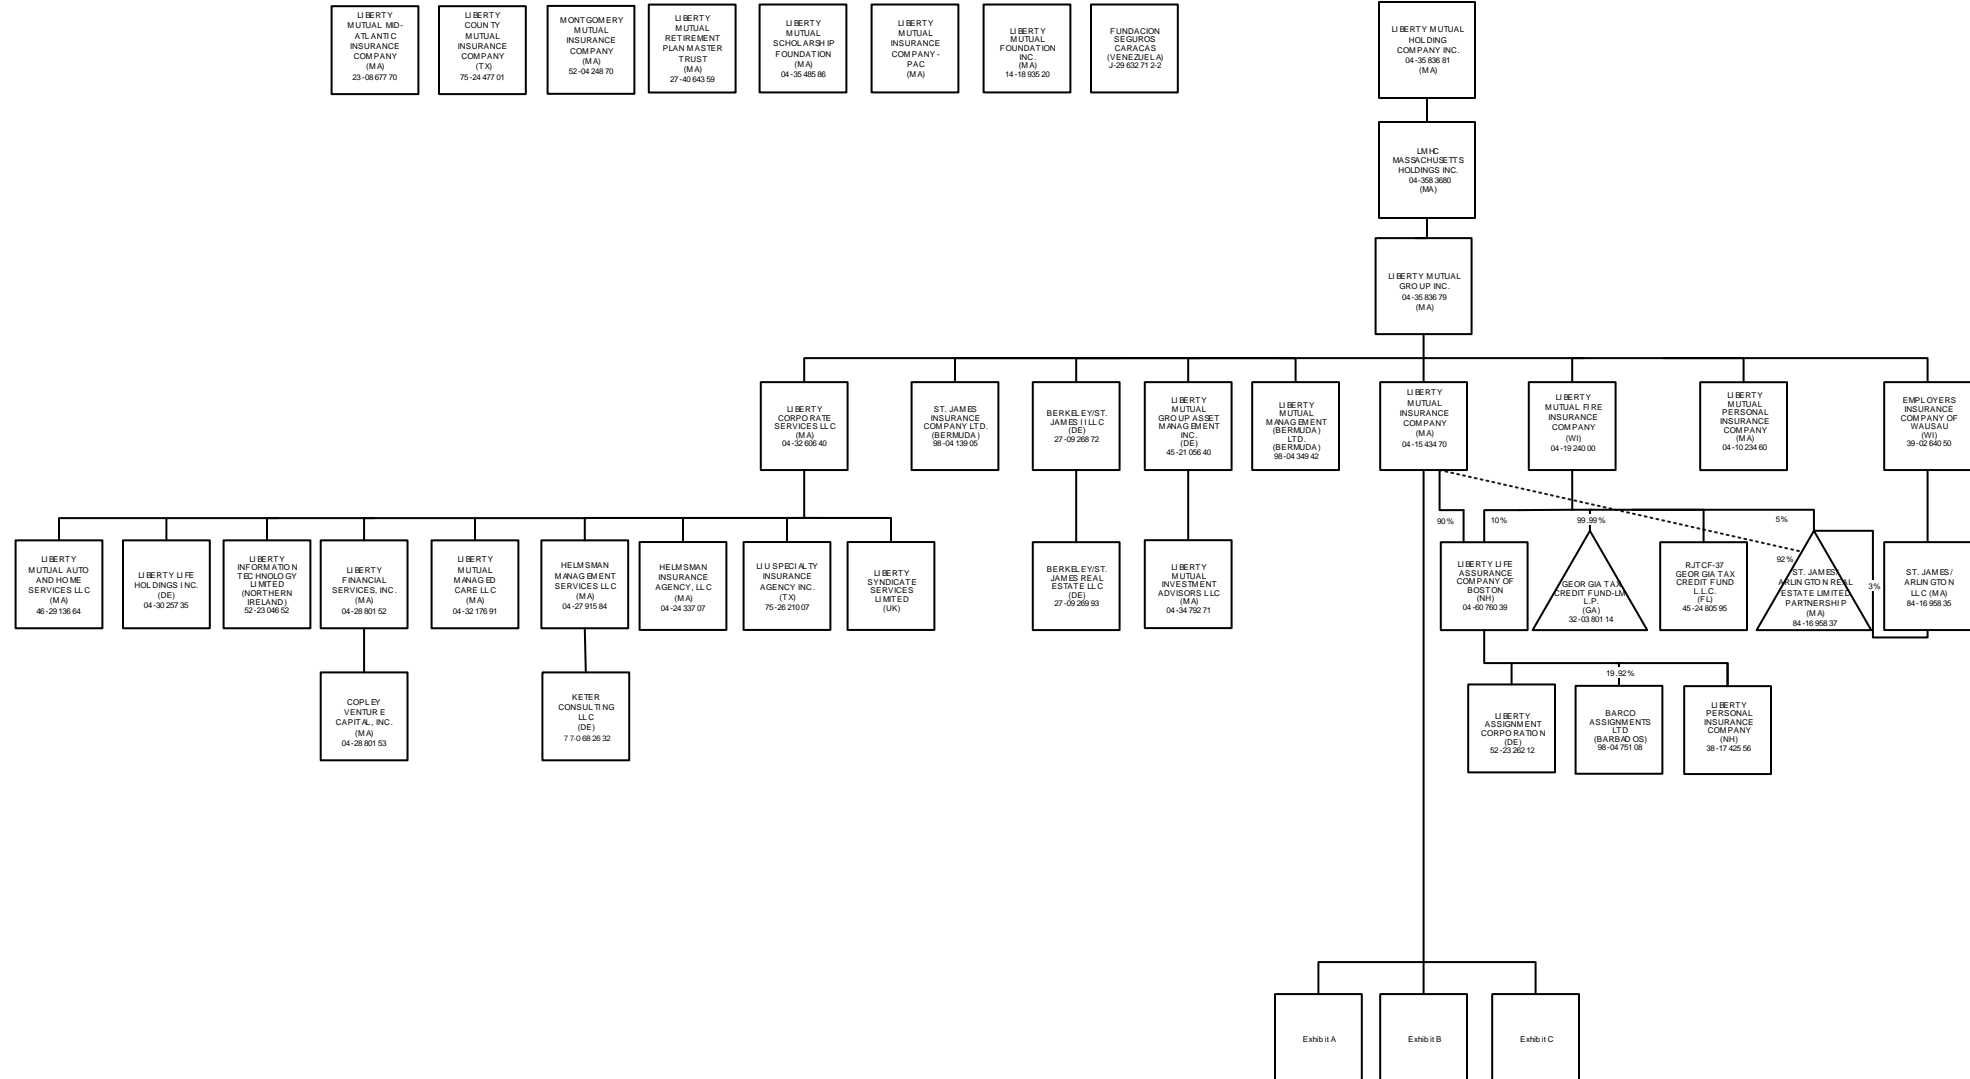 LIBERTY
MUTUAL MID-
ATLANTIC
INSURANCE
COMPANY
(MA)
23-0867770
LIBERTY
COUNTY
MUTUAL
INSURANCE
COMPANY
(TX)
75-2447701
MONTGOMERY
MUTUAL
INSURANCE
COMPANY
(MA)
52-0424870
LIBERTY
MUTUAL
RETIREMENT
PLAN MASTER
TRUST
(MA)
27-4064359
LIBERTY
MUTUAL
SCHOLARSHIP
FOUNDATION
(MA)
04-3548586
LIBERTY
MUTUAL
INSURANCE
COMPANY -
PAC
(MA)
LIBERTY
MUTUAL
FOUNDATION
INC.
(MA)
14-1893520
FUNDACION
SEGUROS
CARACAS
(VENEZUELA)
J-29632712-2
LIBERTY MUTUAL
HOLDING
COMPANY INC.
04-3583681
(MA)
LMHC
MASSACHUSETTS
HOLDINGS INC.
04-3583680
(MA)
LIBERTY MUTUAL
GROUP INC.
04-3583679
(MA)
LIBERTY
CORPORATE
SERVICES LLC
(MA)
04-3260640
ST. JAMES
INSURANCE
COMPANY LTD.
(BERMUDA)
98-0413905
BERKELEY/ST.
JAMES II LLC
(DE)
27-0926872
LIBERTY
MUTUAL
GROUP ASSET
MANAGEMENT
INC.
(DE)
45-2105640
LIBERTY
MUTUAL
MANAGEMENT
(BERMUDA)
LTD.
(BERMUDA)
98-0434942
LIBERTY
MUTUAL
INSURANCE
COMPANY
(MA)
04-1543470
LIBERTY
MUTUAL FIRE
INSURANCE
COMPANY
(WI)
04-1924000
LIBERTY
MUTUAL
PERSONAL
INSURANCE
COMPANY
(MA)
04-1023460
EMPLOYERS
INSURANCE
COMPANY OF
WAUSAU
(WI)
39-0264050
90%
10%
99.99%
5%
92%
3%
LIBERTY
MUTUAL AUTO
AND HOME
SERVICES LLC
(MA)
46-2913664
LIBERTY LIFE
HOLDINGS INC.
(DE)
04-3025735
LIBERTY
INFORMATION
TECHNOLOGY
LIMITED
(NORTHERN
IRELAND)
52-2304652
LIBERTY
FINANCIAL
SERVICES, INC.
(MA)
04-2880152
LIBERTY
MUTUAL
MANAGED
CARE LLC
(MA)
04-3217691
HELMSMAN
MANAGEMENT
SERVICES LLC
(MA)
04-2791584
HELMSMAN
INSURANCE
AGENCY, LLC
(MA)
04-2433707
LIU SPECIALTY
INSURANCE
AGENCY INC.
(TX)
75-2621007
LIBERTY
SYNDICATE
SERVICES
LIMITED
(UK)
BERKELEY/ST.
JAMES REAL
ESTATE LLC
(DE)
27-0926993
LIBERTY
MUTUAL
INVESTMENT
ADVISORS LLC
(MA)
04-3479271
LIBERTY LIFE
ASSURANCE
COMPANY OF
BOSTON
(NH)
04-6076039
GEORGIA TAX
CREDIT FUND-LM
L.P.
(GA)
32-0380114
RJTCF-37
GEORGIA TAX
CREDIT FUND
L.L.C.
(FL)
45-2480595
ST. JAMES/
ARLINGTON REAL
ESTATE LIMITED
PARTNERSHIP
(MA)
84-1695837
ST. JAMES/
ARLINGTON
LLC (MA)
84-1695835
COPLEY
VENTURE
CAPITAL, INC.
(MA)
04-2880153
KETER
CONSULTING
LLC
(DE)
77-0682632
19.92%
LIBERTY
ASSIGNMENT
CORPORATION
(DE)
52-2326212
BARCO
ASSIGNMENTS
LTD
(BARBADOS)
98-0475108
LIBERTY
PERSONAL
INSURANCE
COMPANY
(NH)
38-1742556
Exhibit A
Exhibit B
Exhibit C